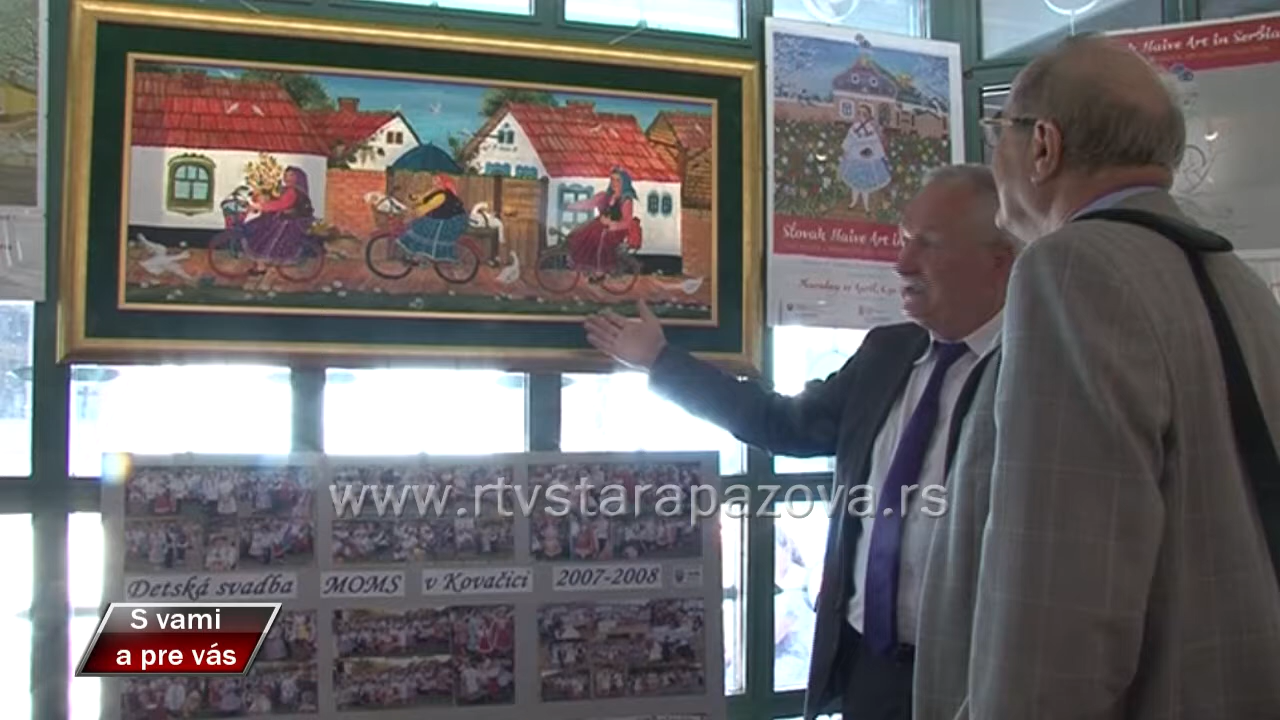 k Naive Art in Serbia
Slovak Naive Art in
www.rtvstarapazova.rs
Detská svadba MOMS v Kovačici 2007-2008
S vami
a pre vás